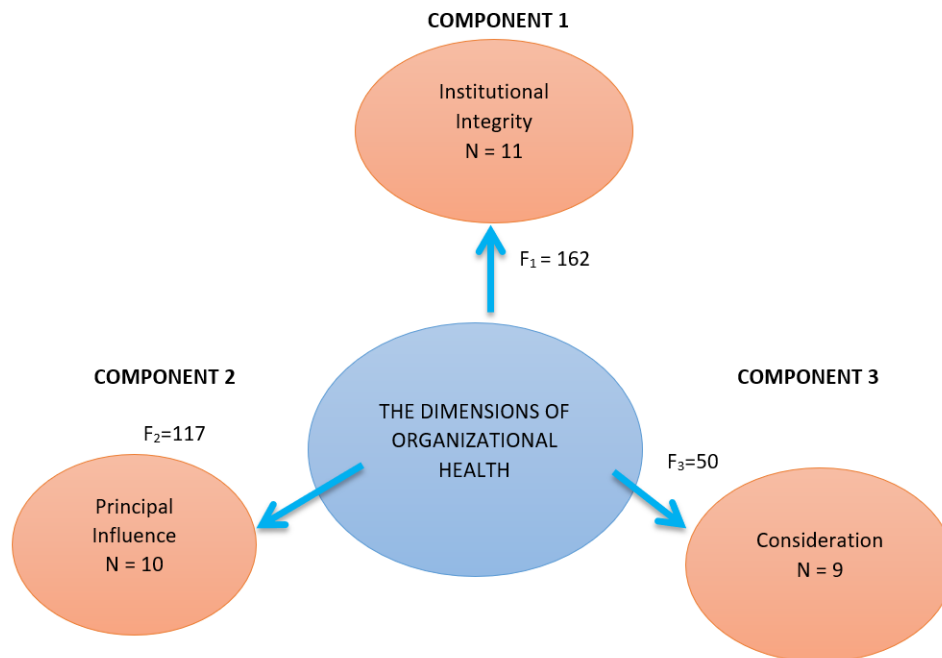 COMPONENT 1
Institutional
Integrity
N = 11
F₁ = 162
COMPONENT 2
COMPONENT 3
THE DIMENSIONS OF
ORGANIZATIONAL
HEALTH
F₂=117
F₃=50
Principal
Influence
N = 10
Consideration
N = 9